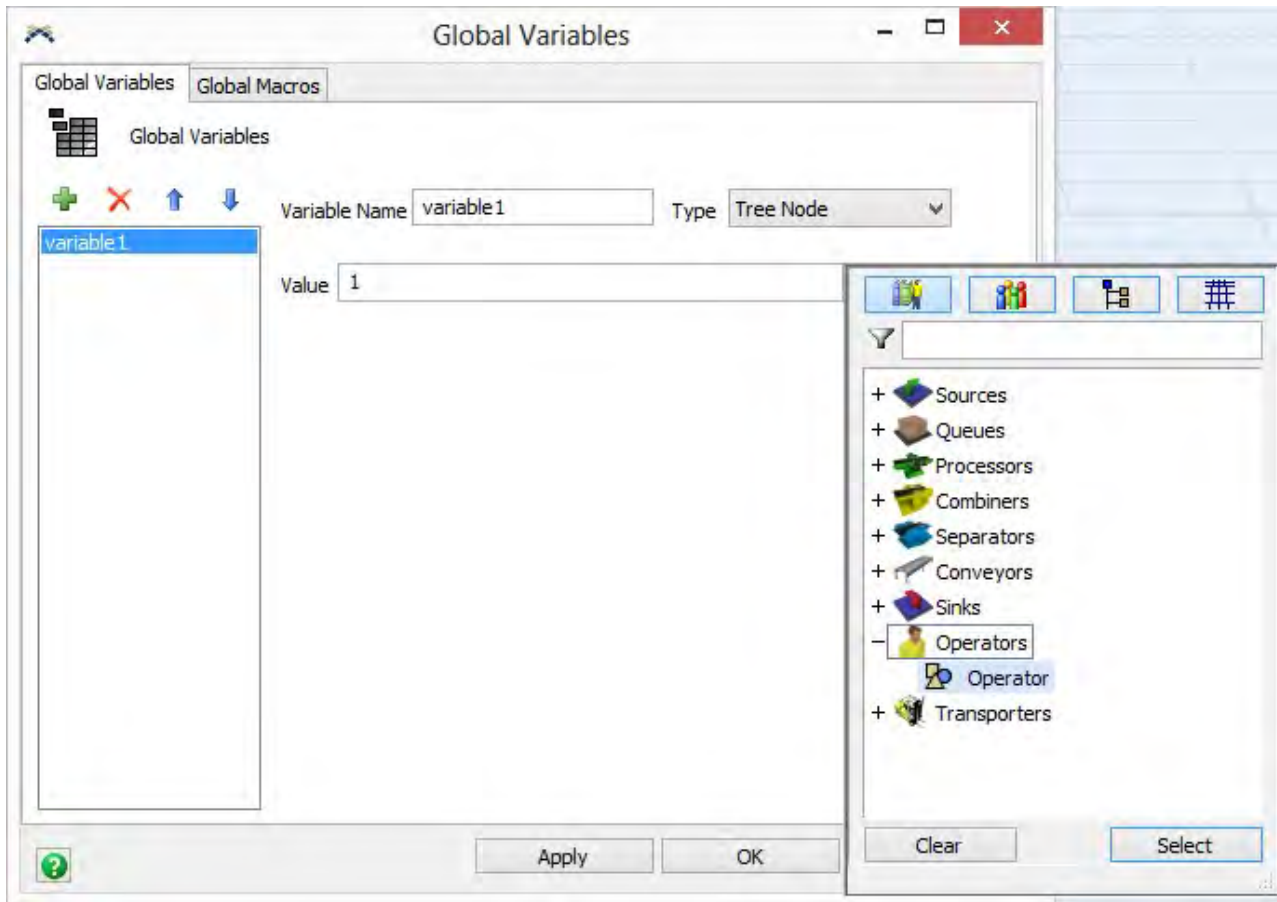 Global Variables
Global Variables Global Macros
Global Variables
Variable Name variable1 Type Tree Node
variable1
Value 1
+ Sources
+ Queues
+ Processors
+ Combiners
+ Separators
+ Conveyors
+ Sinks
- Operators
Operator
+ Transporters
Clear Select
Apply OK